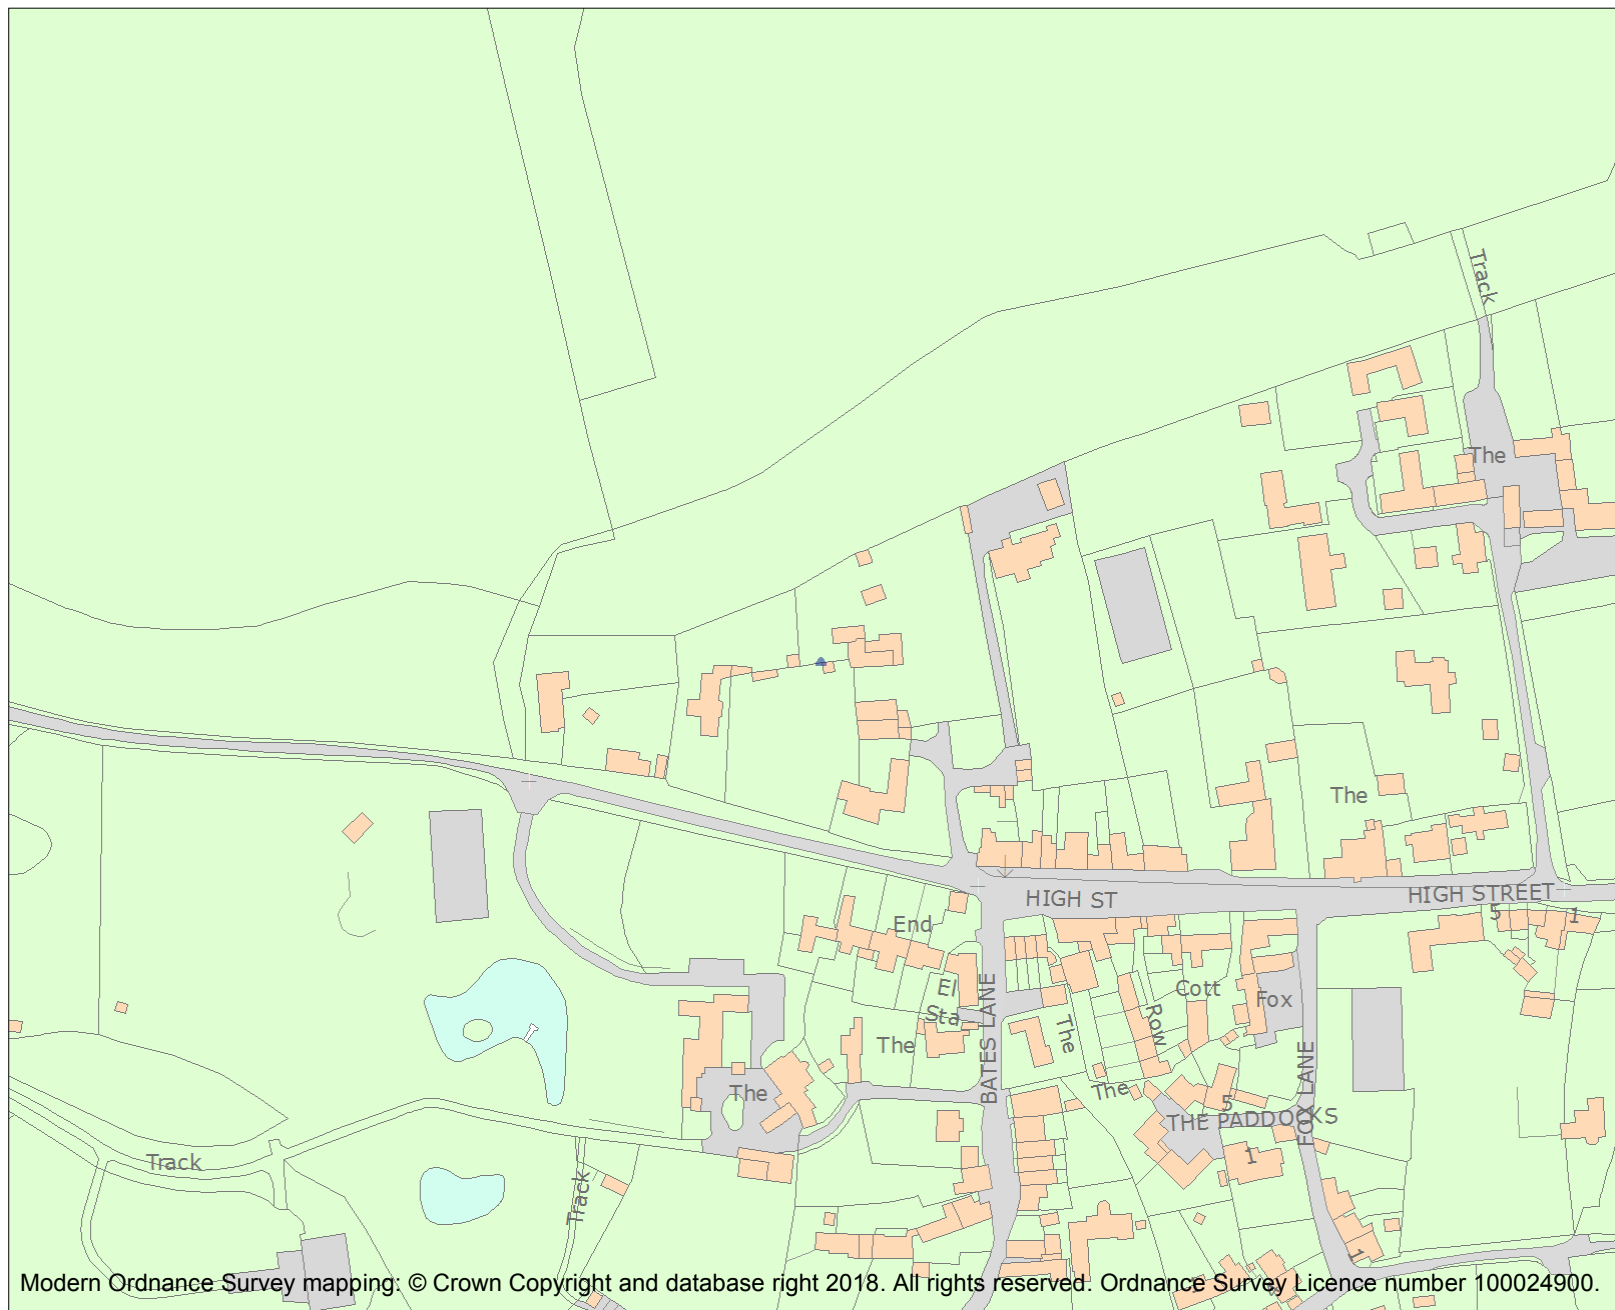 Track
The
The
HIGH ST
HIGH STREET
5
1
End
El
Sta
BATES LANE
Cott
Fox
The
Row
The
The
The
FOX LANE
5
THE PADDOCKS
1
Track
Track
1
Modern Ordnance Survey mapping: © Crown Copyright and database right 2018. All rights reserved. Ordnance Survey Licence number 100024900.